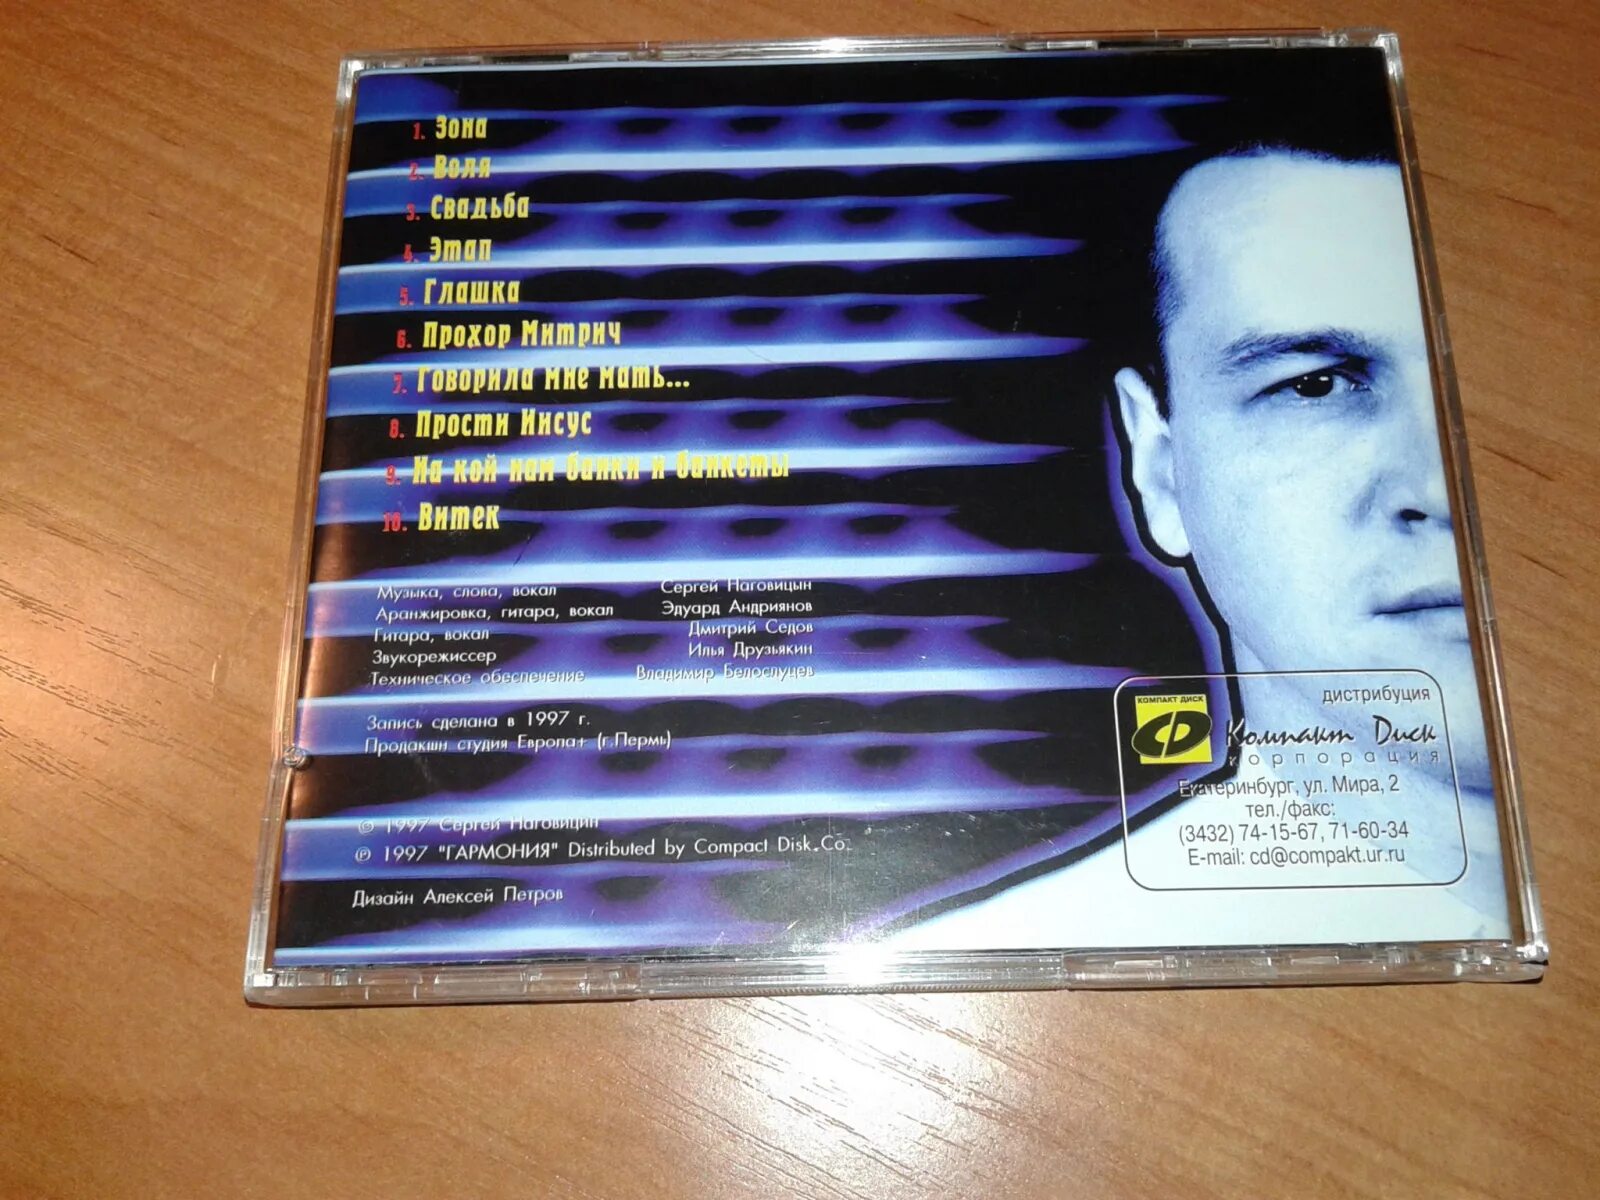 1. Зона
2. Воля
3. Свадьба
4. Этап
5. Глашка
6. Прохор Митрич
7. Говорила мне мать...
8. Прости Иисус
9. На кой нам банки и банкеты
10. Витек
Музыка, слова, вокал Сергей Наговицын
Аранжировка, гитара, вокал Эдуард Андриянов
Гитара, вокал Дмитрий Седов
Звукорежиссер Илья Друзьякин
Техническое обеспечение Владимир Белослуцев
Запись сделана в 1997 г.
Продакшн студия Европа+ (г.Пермь)
© 1997 Сергей Наговицин
℗ 1997 "ГАРМОНИЯ" Distributed by Compact Disk.Co.
Дизайн Алексей Петров
дистрибуция
КОМПАКТ ДИСК
CD
Компакт Диск
корпорация
Екатеринбург, ул. Мира, 2
тел./факс:
(3432) 74-15-67, 71-60-34
E-mail: cd@compakt.ur.ru